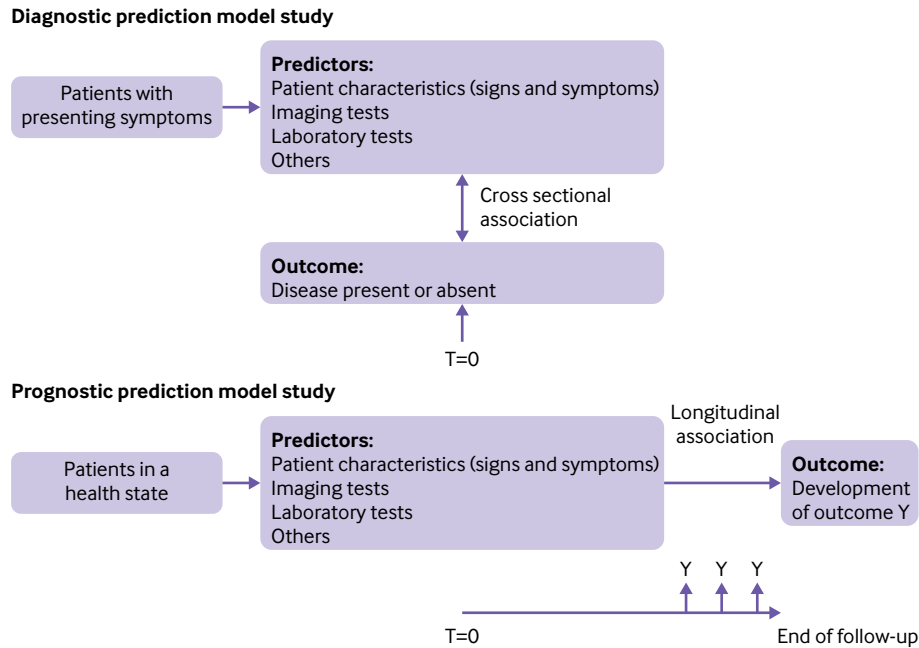 Diagnostic prediction model study
Patients with
presenting symptoms
Predictors:
Patient characteristics (signs and symptoms)
Imaging tests
Laboratory tests
Others
Cross sectional
association
Outcome:
Disease present or absent
T=0
Prognostic prediction model study
Patients in a
health state
Predictors:
Patient characteristics (signs and symptoms)
Imaging tests
Laboratory tests
Others
Longitudinal
association
Outcome:
Development
of outcome Y
Y Y Y
T=0 End of follow-up